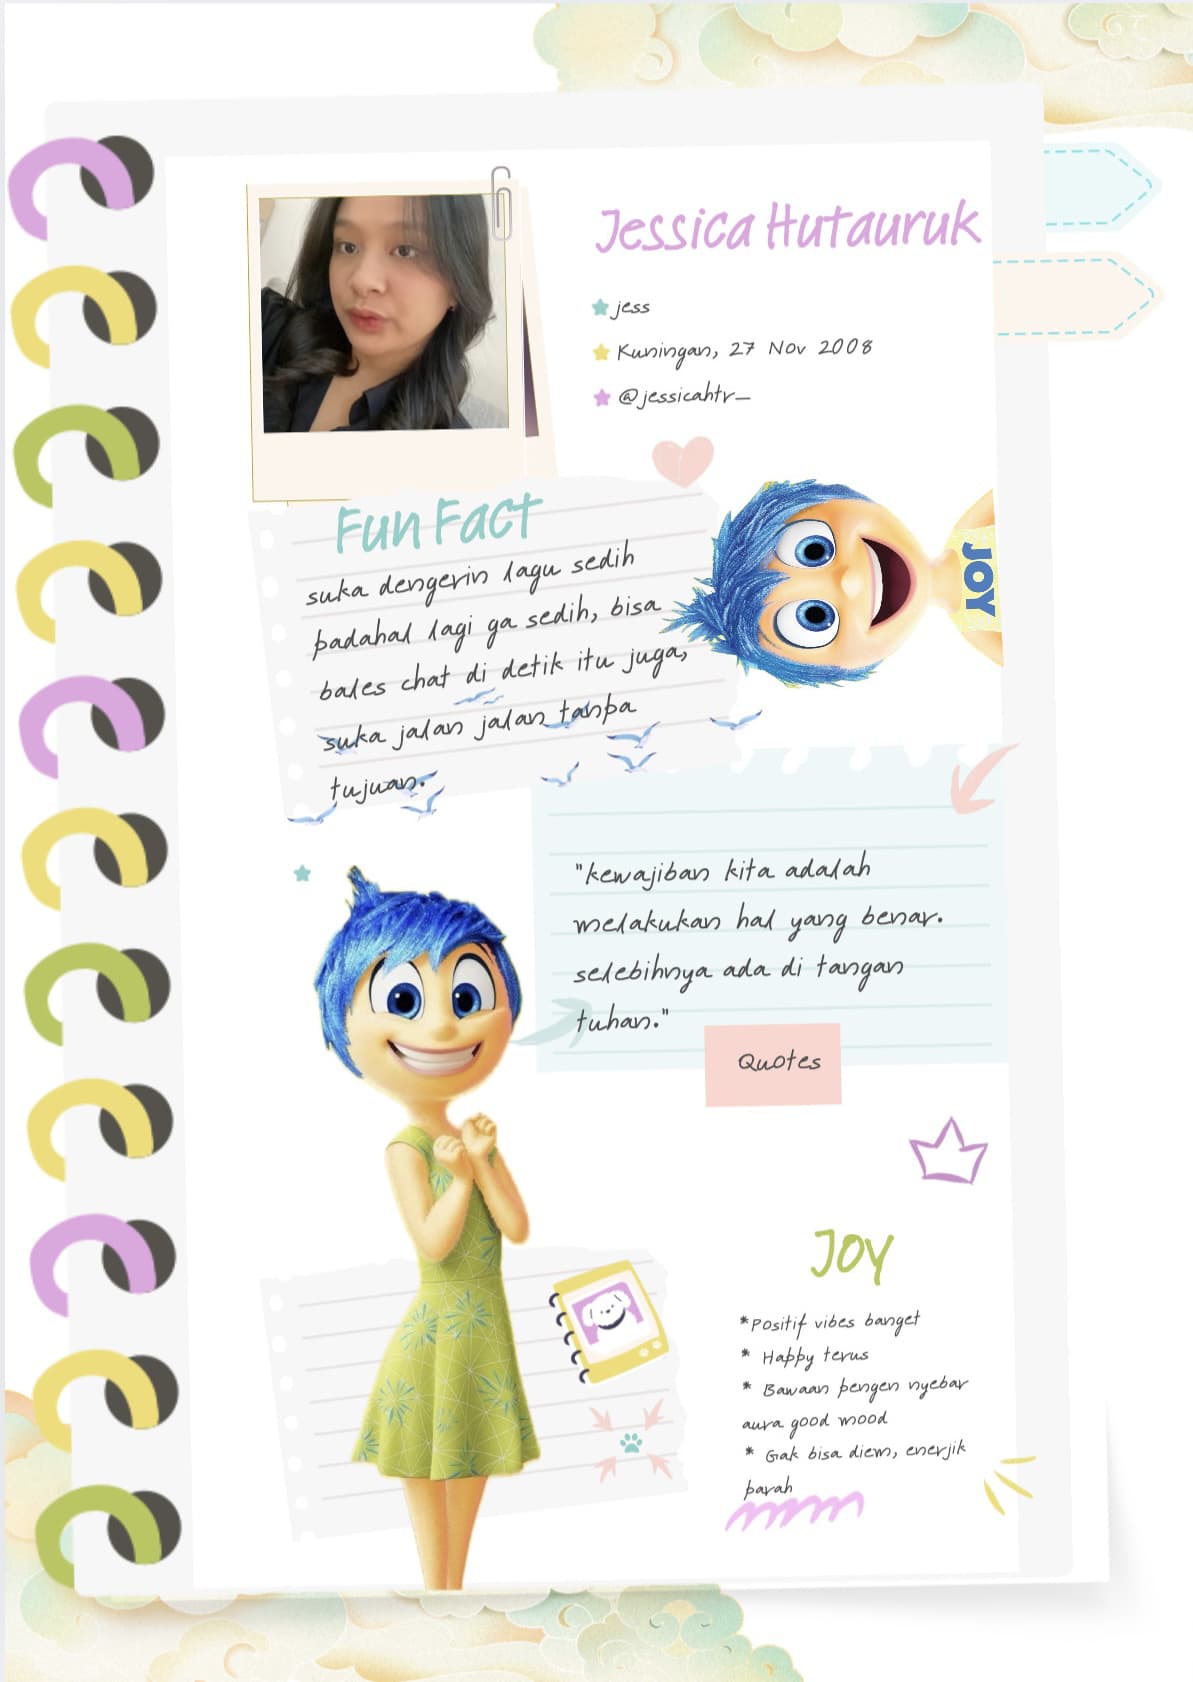 Jessica Hutauruk
jess
Kuningan, 27 Nov 2008
@jessicahtr_
Fun Fact
suka dengerin lagu sedih
padahal lagi ga sedih, bisa
bales chat di detik itu juga,
suka jalan jalan tanpa
tujuan.
JOY
"kewajiban kita adalah
melakukan hal yang benar.
selebihnya ada di tangan
tuhan."
Quotes
JOY
*Positif vibes banget
* Happy terus
* Bawaan pengen nyebar
aura good mood
* Gak bisa diem, enerjik
parah